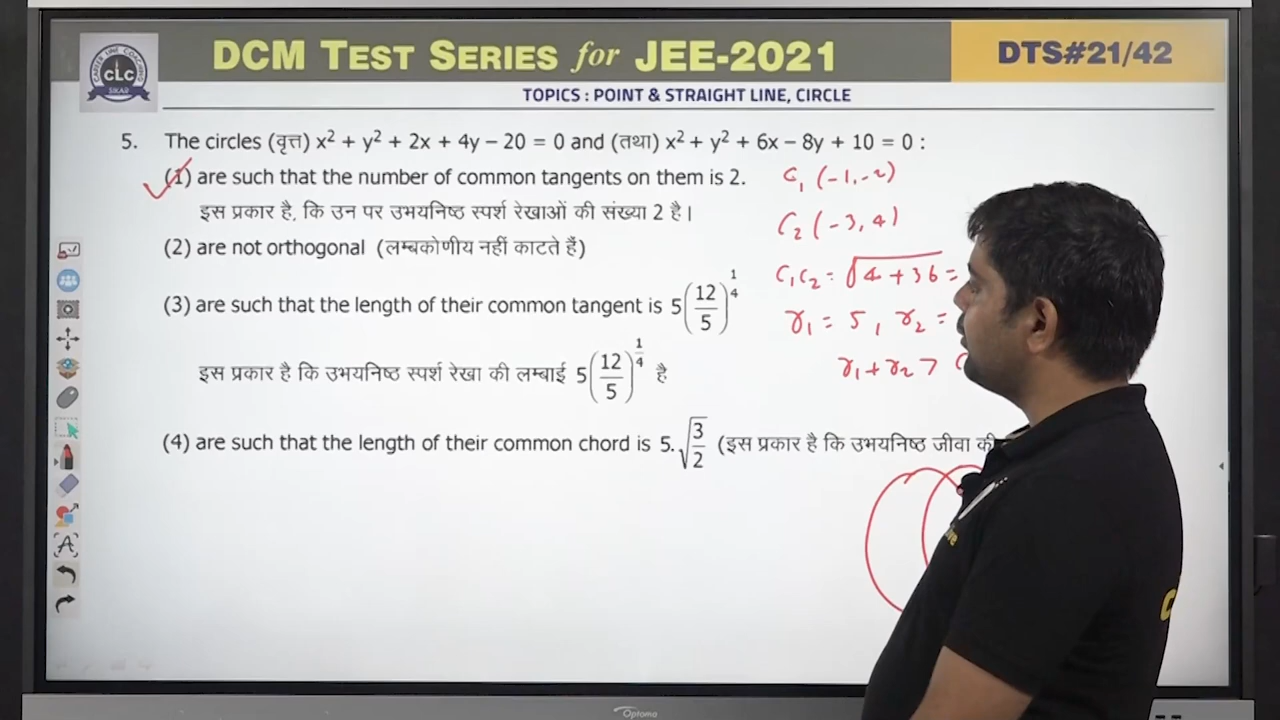 CAREER LINE COACHING
CLC
SIKAR
DCM TEST SERIES for JEE-2021
DTS#21/42
TOPICS : POINT & STRAIGHT LINE, CIRCLE
5. The circles (वृत्त) x² + y² + 2x + 4y – 20 = 0 and (तथा) x² + y² + 6x – 8y + 10 = 0 :
(1) are such that the number of common tangents on them is 2.
इस प्रकार है, कि उन पर उभयनिष्ठ स्पर्श रेखाओं की संख्या 2 है।
(2) are not orthogonal (लम्बकोणीय नहीं काटते हैं)
(3) are such that the length of their common tangent is 5(12/5)^1/4
इस प्रकार है कि उभयनिष्ठ स्पर्श रेखा की लम्बाई 5(12/5)^1/4 है
(4) are such that the length of their common chord is 5.√3/2 (इस प्रकार है कि उभयनिष्ठ जीवा की
C₁ (-1,-2)
C₂ (-3, 4)
C₁C₂ = √4 + 36 =
r₁ = 5, r₂ =
r₁ + r₂ > C
Optoma